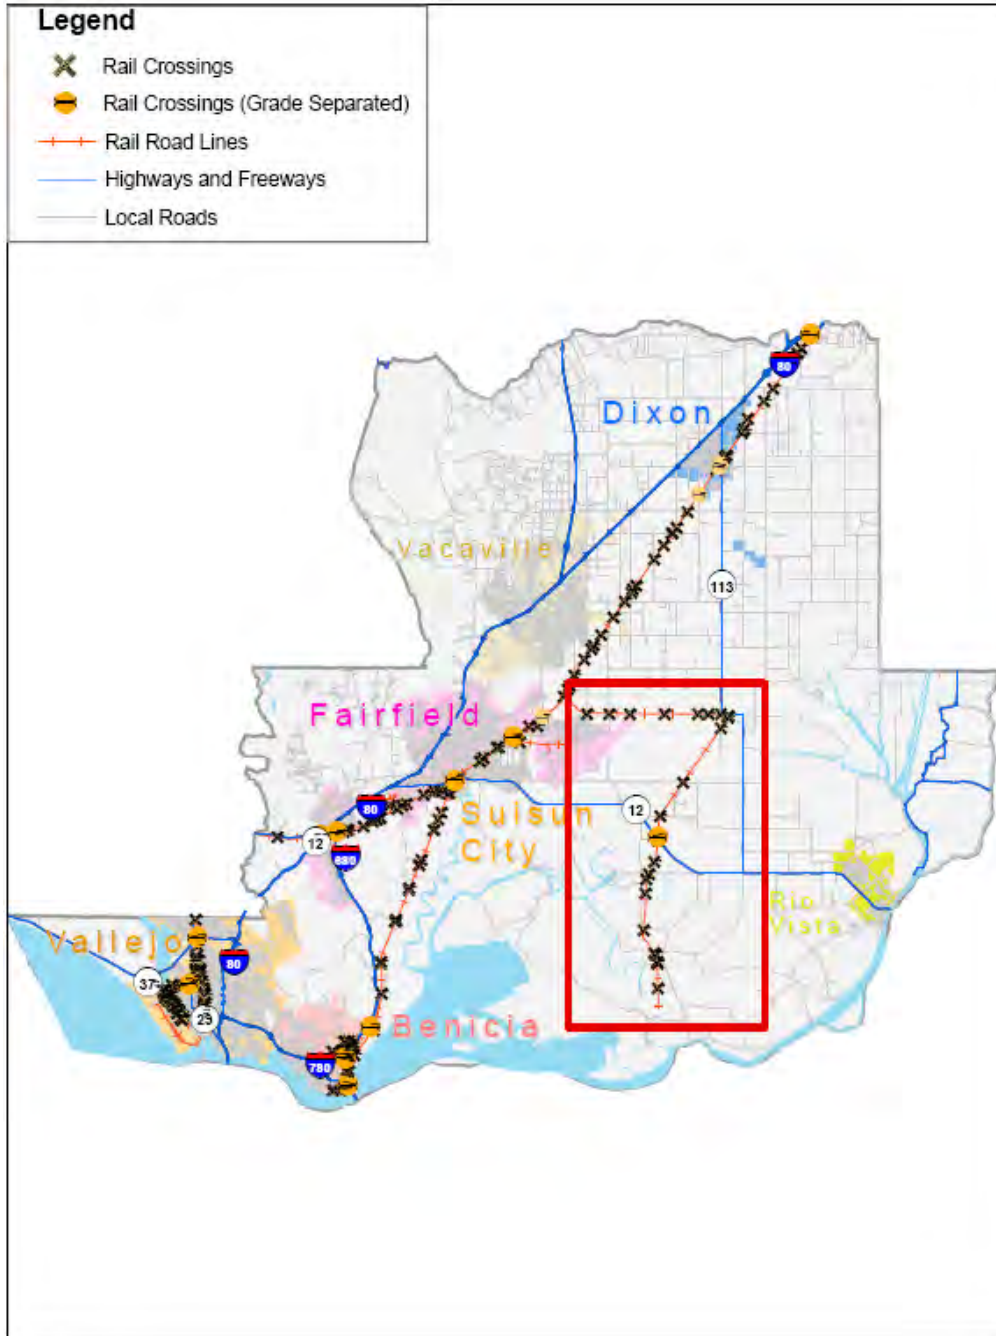 Legend
Rail Crossings
Rail Crossings (Grade Separated)
Rail Road Lines
Highways and Freeways
Local Roads
80
Dixon
Vacaville
113
Fairfield
80
12
Suisun
City
12
680
Rio
Vista
Vallejo
80
37
29
Benicia
780